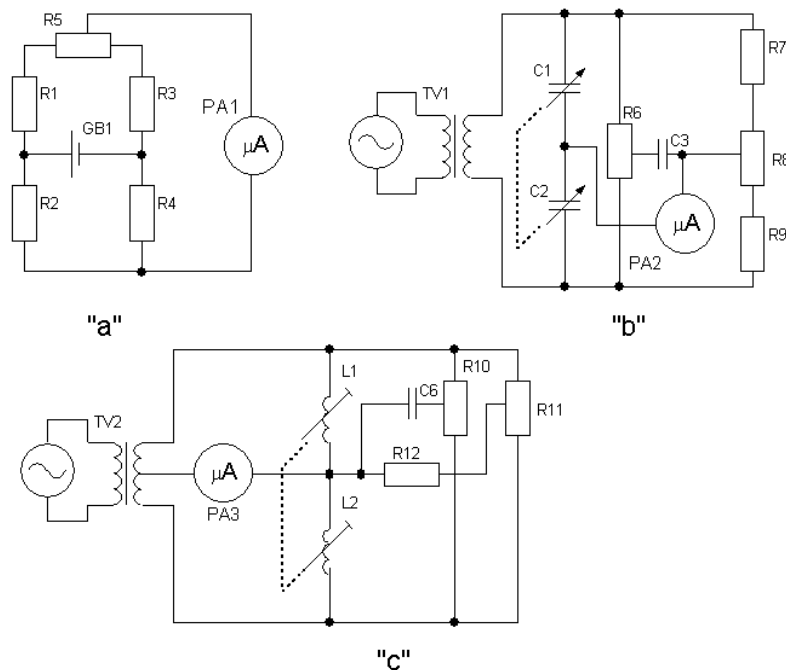 R5
R1
R3
GB1
PA1
μA
R2
R4
"a"
TV1
C1
C2
R6
C3
R7
R8
R9
μA
PA2
"b"
TV2
μA
PA3
L1
L2
C6
R10
R11
R12
"c"